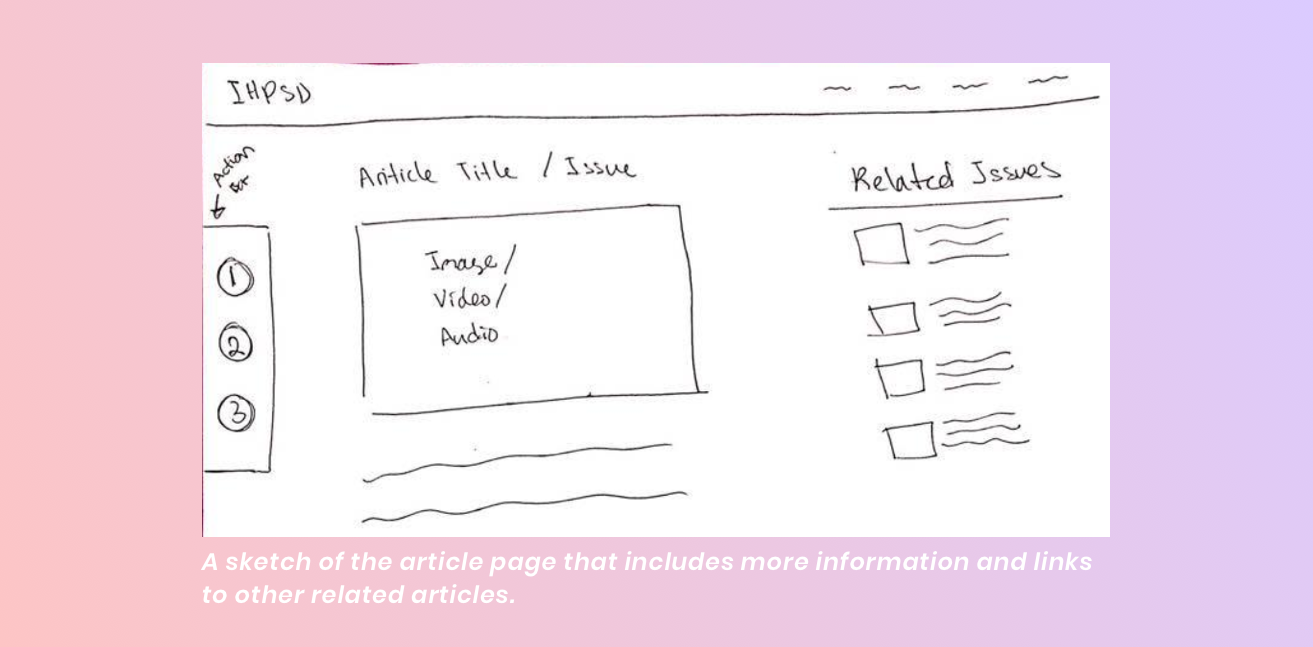 IHPSD
Action
Bar
Article Title / Issue
Related Issues
1
2
3
Image/
Video/
Audio
A sketch of the article page that includes more information and links
to other related articles.